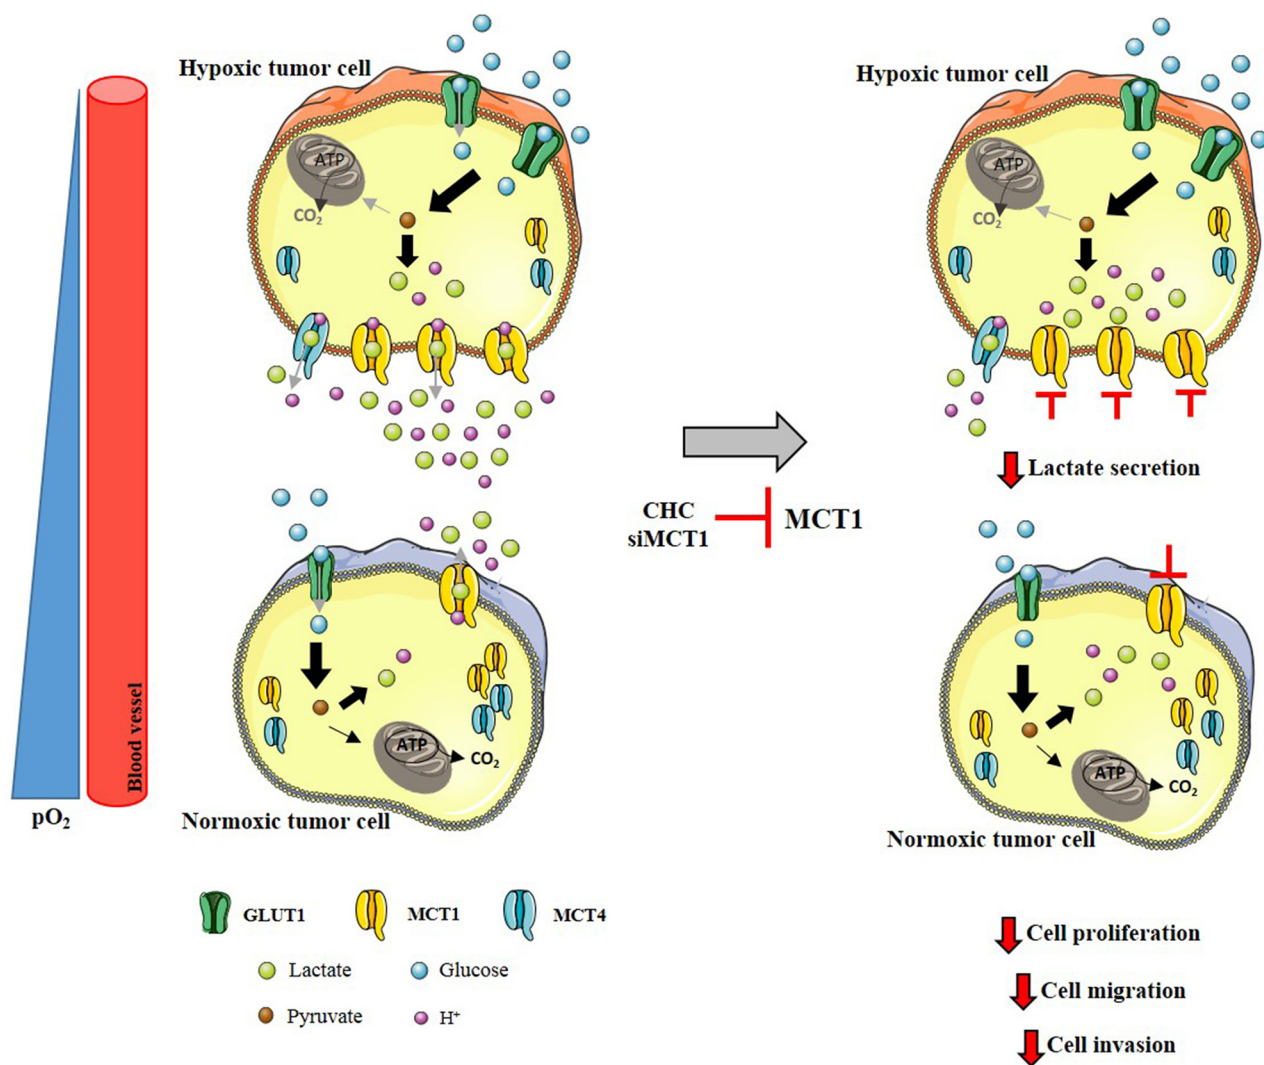 Hypoxic tumor cell
ATP
CO₂
Hypoxic tumor cell
ATP
CO₂
Lactate secretion
CHC
siMCT1
MCT1
Blood vessel
pO₂
ATP
CO₂
Normoxic tumor cell
ATP
CO₂
Normoxic tumor cell
GLUT1
MCT1
MCT4
Lactate
Glucose
Pyruvate
H⁺
Cell proliferation
Cell migration
Cell invasion